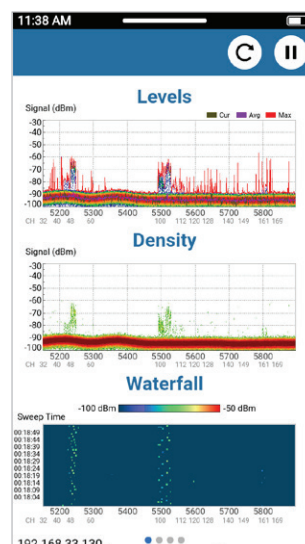 11:38 AM
Levels
Signal (dBm)
Cur Avg Max
-30
-40
-50
-60
-70
-80
-90
-100
5200 5300 5400 5500 5600 5700 5800
CH 32 40 48 60 100 112 120 128 140 149 161 169
Density
Signal (dBm)
-30
-40
-50
-60
-70
-80
-90
-100
5200 5300 5400 5500 5600 5700 5800
CH 32 40 48 60 100 112 120 128 140 149 161 169
Waterfall
-100 dBm -50 dBm
Sweep Time
00:18:49
00:18:44
00:18:39
00:18:34
00:18:29
00:18:24
00:18:19
00:18:14
00:18:09
00:18:04
5200 5300 5400 5500 5600 5700 5800
CH 32 40 48 60 100 112 120 128 140 149 161 169
192.168.33.130